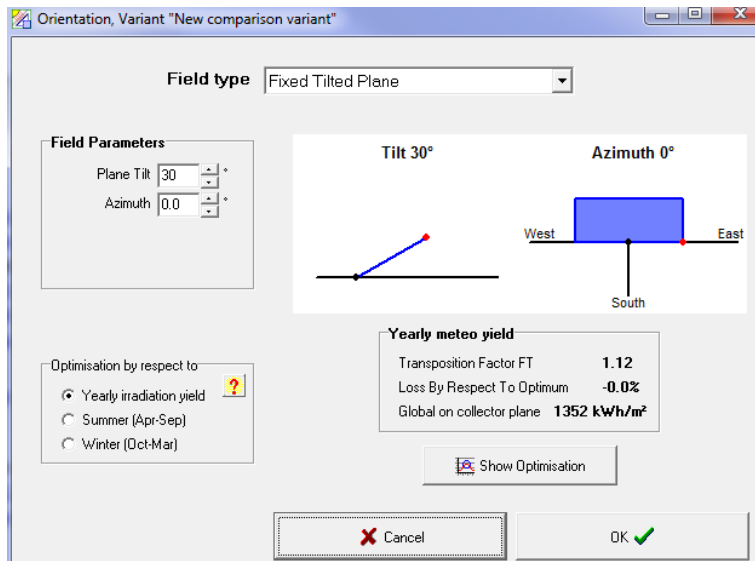 Orientation, Variant "New comparison variant"
Field type Fixed Tilted Plane
Field Parameters
Plane Tilt 30 °
Azimuth 0.0 °
Tilt 30°
Azimuth 0°
West East
South
Yearly meteo yield
Transposition Factor FT 1.12
Loss By Respect To Optimum -0.0%
Global on collector plane 1352 kWh/m²
Optimisation by respect to
Yearly irradiation yield ?
Summer (Apr-Sep)
Winter (Oct-Mar)
Show Optimisation
Cancel OK